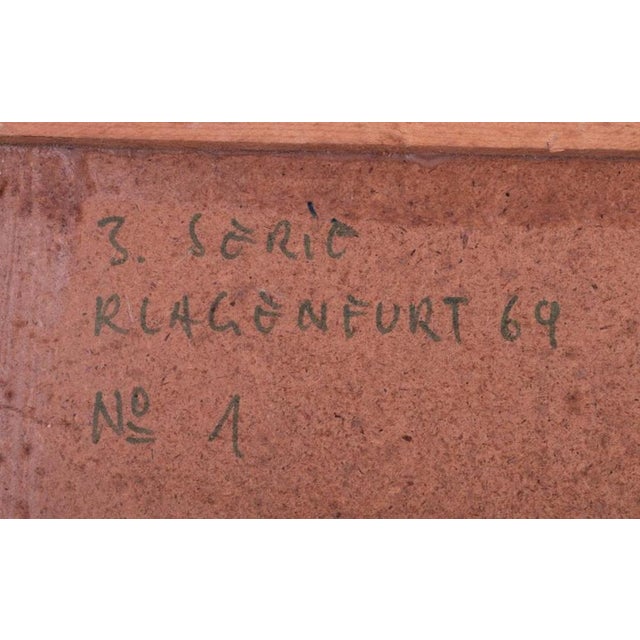 3. SERIE
KLAGENFURT 69
Nº 1